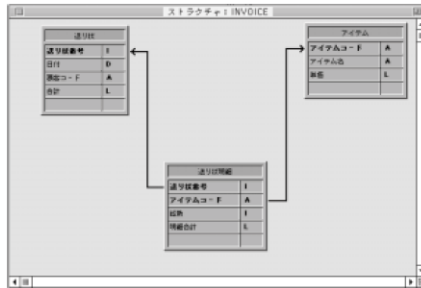 ストラクチャ：INVOICE
送り状
送り状番号 I
日付 D
顧客コード A
合計 L
アイテム
アイテムコード A
アイテム名 A
単価 L
送り状明細
送り状番号 I
アイテムコード A
個数 I
明細合計 L